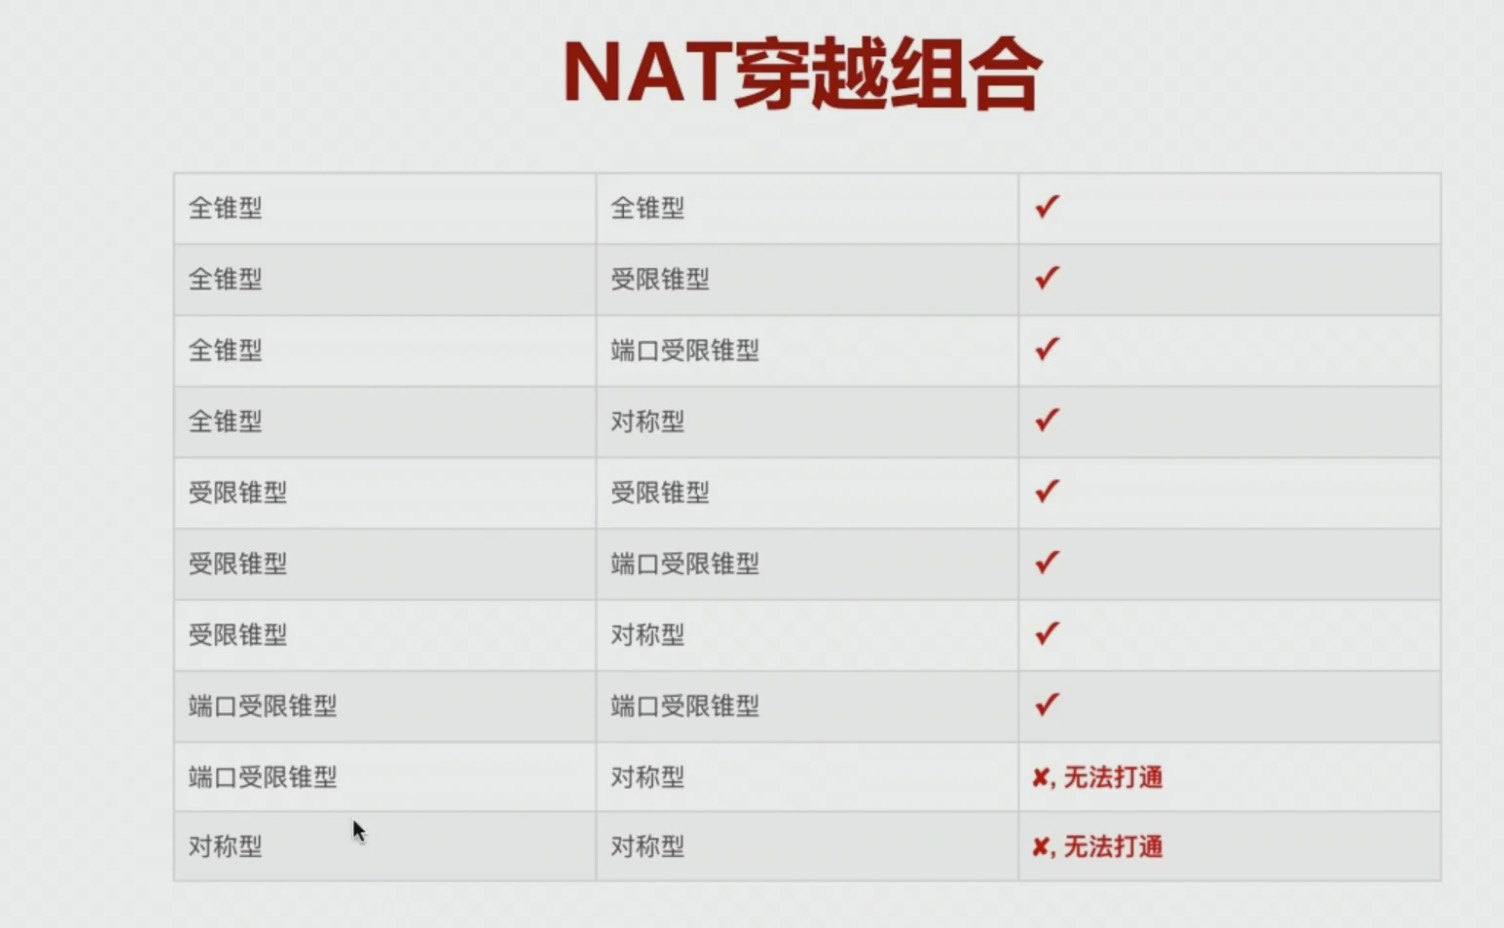 NAT穿越组合
全锥型 全锥型 ✓
全锥型 受限锥型 ✓
全锥型 端口受限锥型 ✓
全锥型 对称型 ✓
受限锥型 受限锥型 ✓
受限锥型 端口受限锥型 ✓
受限锥型 对称型 ✓
端口受限锥型 端口受限锥型 ✓
端口受限锥型 对称型 ✘, 无法打通
对称型 对称型 ✘, 无法打通